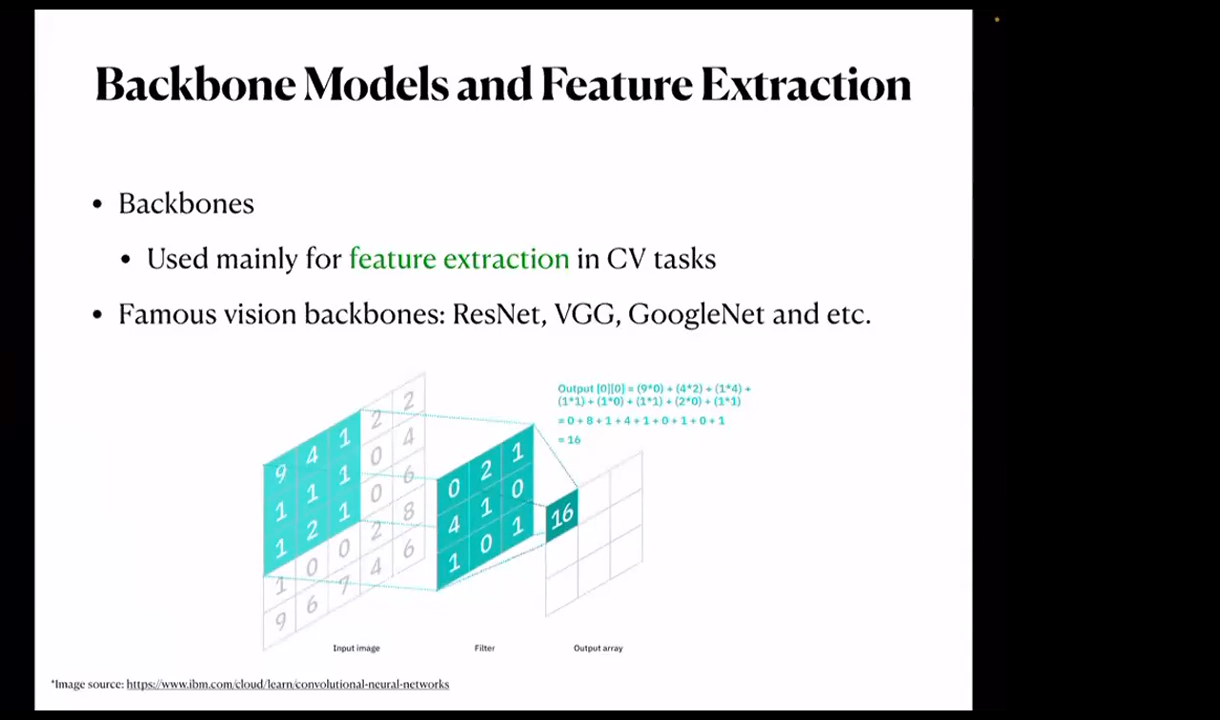 Backbone Models and Feature Extraction
• Backbones
• Used mainly for feature extraction in CV tasks
• Famous vision backbones: ResNet, VGG, GoogleNet and etc.
Output [0][0] = (9*0) + (4*2) + (1*4) +
(1*1) + (1*0) + (1*1) + (2*0) + (1*1)
= 0 + 8 + 1 + 4 + 1 + 0 + 1 + 0 + 1
= 16
9 4 1 2 2
1 1 1 0 4
1 2 1 0 6
1 0 0 2 8
9 6 7 4 6
0 2 1
4 1 0
1 0 1
16
Input image
Filter
Output array
*Image source: https://www.ibm.com/cloud/learn/convolutional-neural-networks